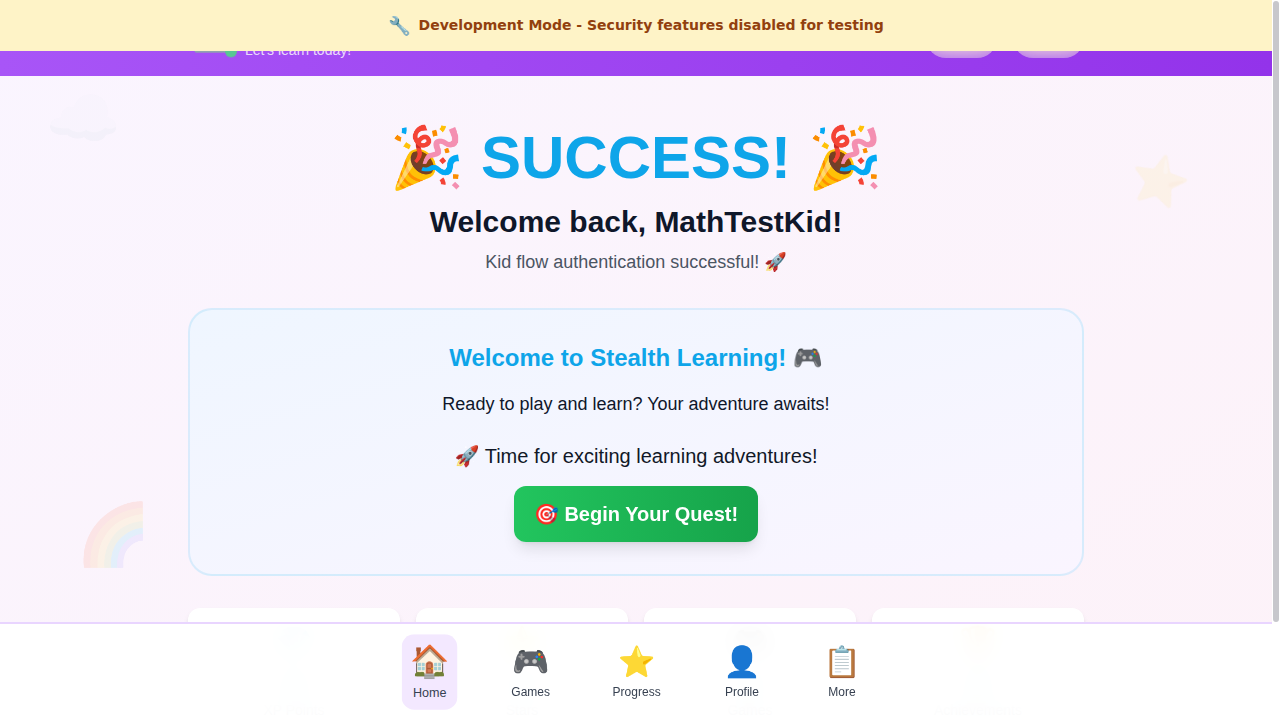 Development Mode - Security features disabled for testing
Let's learn today!
SUCCESS!
Welcome back, MathTestKid!
Kid flow authentication successful!
Welcome to Stealth Learning!
Ready to play and learn? Your adventure awaits!
Time for exciting learning adventures!
Begin Your Quest!
Home
Games
Progress
Profile
More